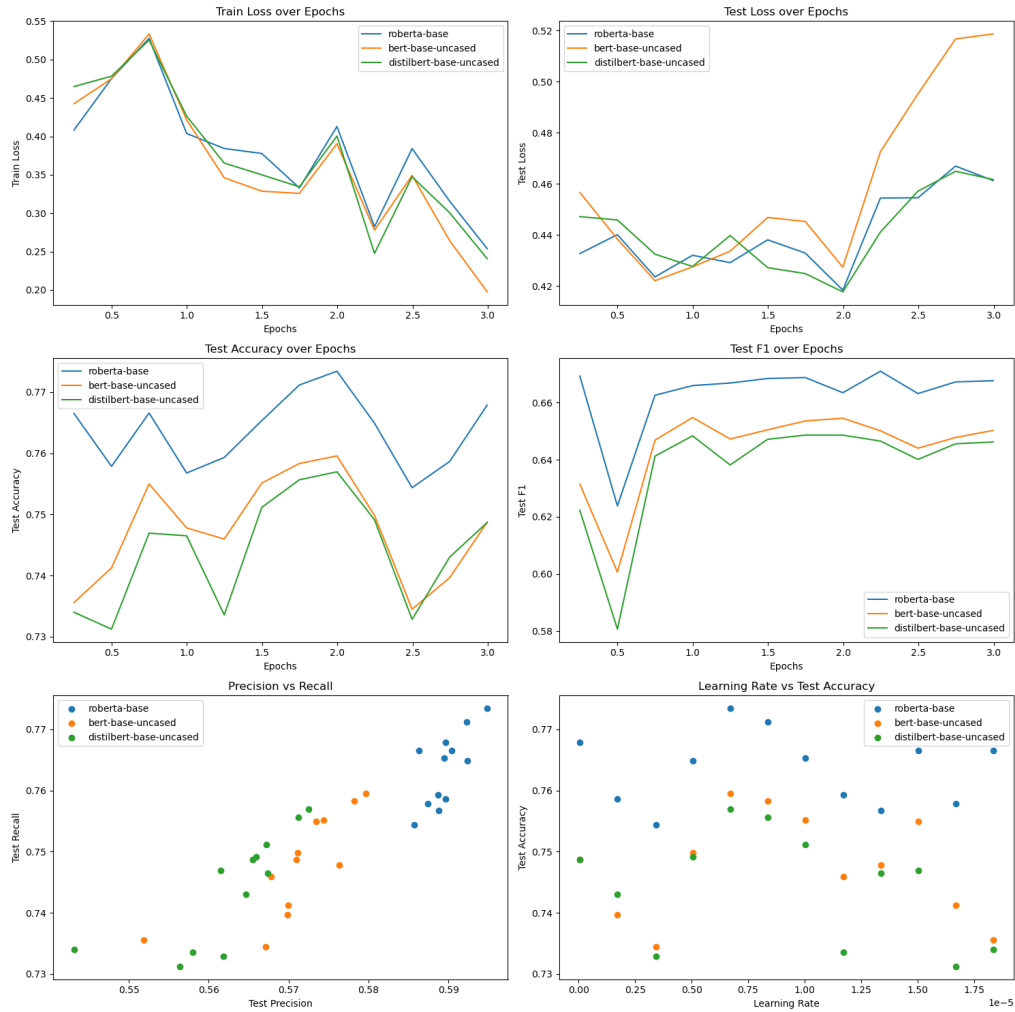 Train Loss over Epochs
Train Loss
0.55
0.50
0.45
0.40
0.35
0.30
0.25
0.20
roberta-base
bert-base-uncased
distilbert-base-uncased
0.5 1.0 1.5 2.0 2.5 3.0
Epochs
Test Loss over Epochs
Test Loss
0.52
0.50
0.48
0.46
0.44
0.42
roberta-base
bert-base-uncased
distilbert-base-uncased
0.5 1.0 1.5 2.0 2.5 3.0
Epochs
Test Accuracy over Epochs
Test Accuracy
0.77
0.76
0.75
0.74
0.73
roberta-base
bert-base-uncased
distilbert-base-uncased
0.5 1.0 1.5 2.0 2.5 3.0
Epochs
Test F1 over Epochs
Test F1
0.66
0.64
0.62
0.60
0.58
roberta-base
bert-base-uncased
distilbert-base-uncased
0.5 1.0 1.5 2.0 2.5 3.0
Epochs
Precision vs Recall
Test Recall
0.77
0.76
0.75
0.74
0.73
roberta-base
bert-base-uncased
distilbert-base-uncased
0.55 0.56 0.57 0.58 0.59
Test Precision
Learning Rate vs Test Accuracy
Test Accuracy
0.77
0.76
0.75
0.74
0.73
roberta-base
bert-base-uncased
distilbert-base-uncased
0.00 0.25 0.50 0.75 1.00 1.25 1.50 1.75
Learning Rate
1e−5